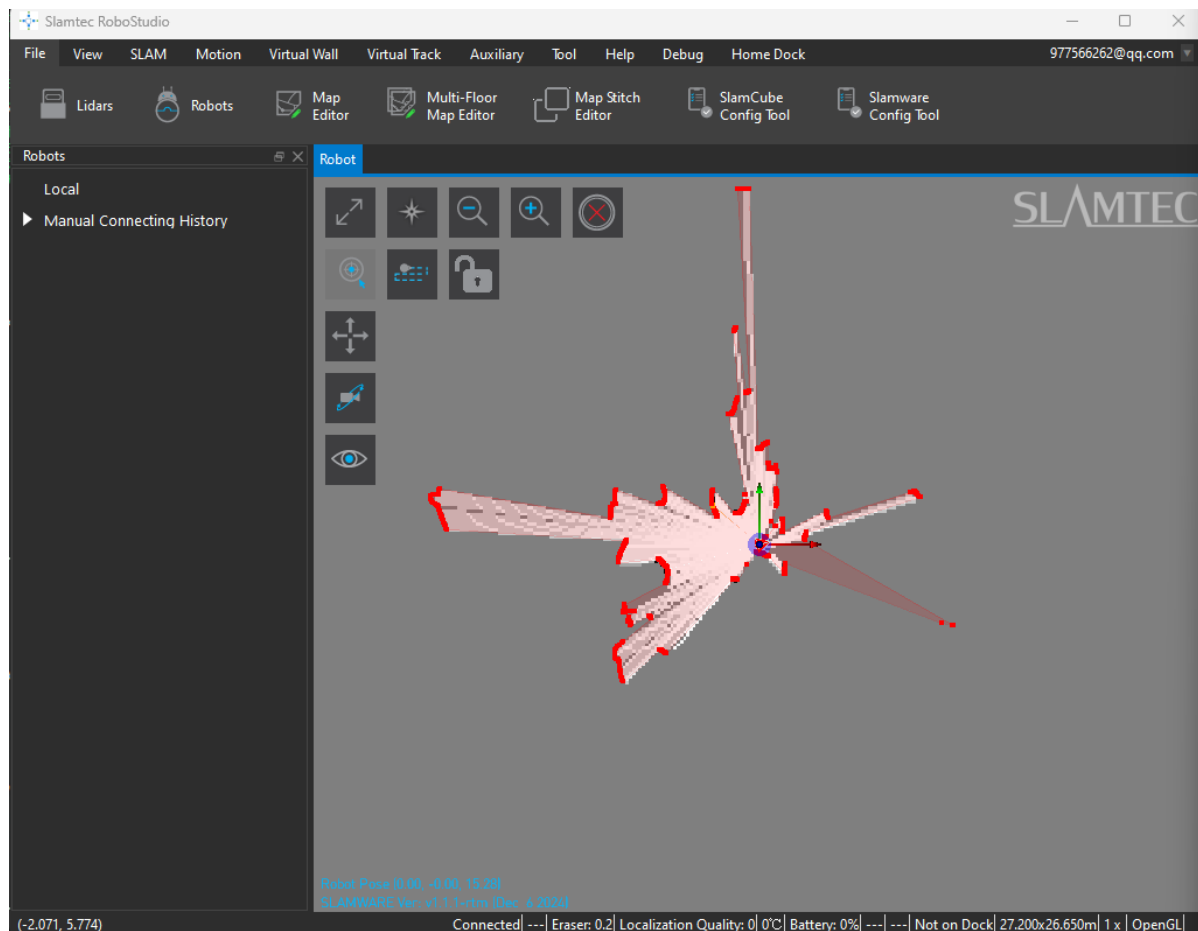 Slamtec RoboStudio
File View SLAM Motion Virtual Wall Virtual Track Auxiliary Tool Help Debug Home Dock 977566262@qq.com
Lidars Robots Map Editor Multi-Floor Map Editor Map Stitch Editor SlamCube Config Tool Slamware Config Tool
Robots Robot
Local
Manual Connecting History
SLAMTEC
Robot Pose [0.00, -0.00, 15.29]
(-2.071, 5.774) Connected| ---| Eraser: 0.2| Localization Quality: 0| 0℃| Battery: 0%| ---| ---| Not on Dock| 27.200x26.650m| 1 x| OpenGL|